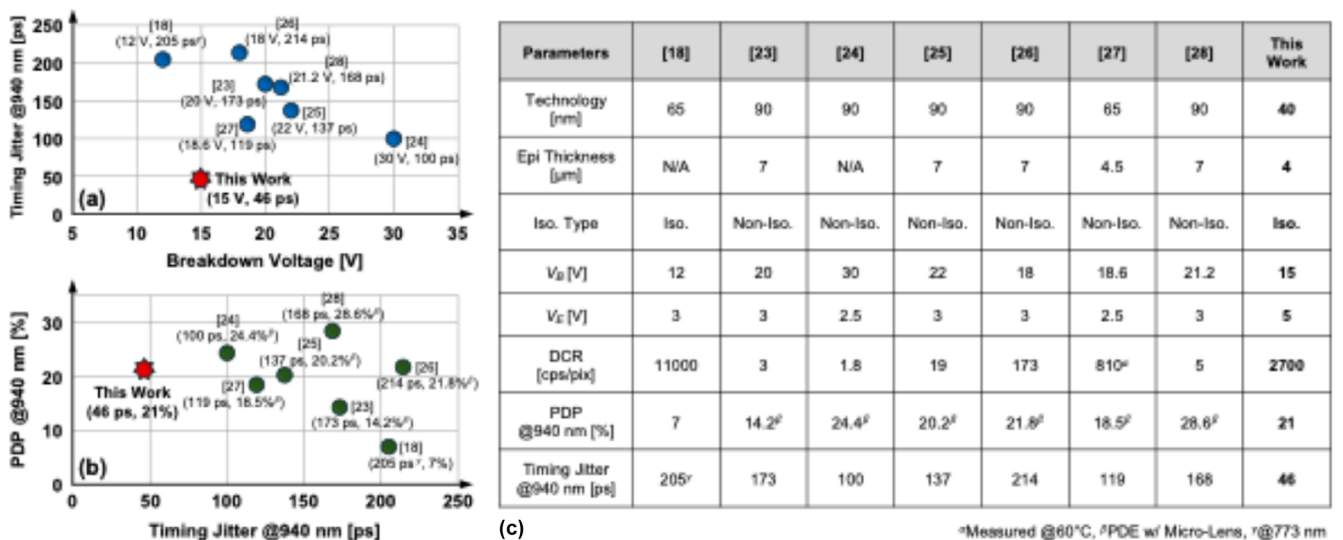 Timing Jitter @940 nm [ps]
250
200
150
100
50
0
[18]
(12 V, 205 psγ)
[26]
(18 V, 214 ps)
[28]
(21.2 V, 168 ps)
[23]
(20 V, 173 ps)
[25]
(22 V, 137 ps)
[27]
(18.6 V, 119 ps)
[24]
(30 V, 100 ps)
This Work
(15 V, 46 ps)
(a)
5 10 15 20 25 30 35
Breakdown Voltage [V]
PDP @940 nm [%]
30
20
10
0
[28]
(168 ps, 28.6%β)
[24]
(100 ps, 24.4%β)
[25]
(137 ps, 20.2%β)
[26]
(214 ps, 21.8%β)
This Work
(46 ps, 21%)
[27]
(119 ps, 18.5%β)
[23]
(173 ps, 14.2%β)
[18]
(205 psγ, 7%)
(b)
0 50 100 150 200 250
Timing Jitter @940 nm [ps]
Parameters [18] [23] [24] [25] [26] [27] [28] This Work
Technology [nm] 65 90 90 90 90 65 90 40
Epi Thickness [μm] N/A 7 N/A 7 7 4.5 7 4
Iso. Type Iso. Non-Iso. Non-Iso. Non-Iso. Non-Iso. Non-Iso. Non-Iso. Iso.
VB [V] 12 20 30 22 18 18.6 21.2 15
VE [V] 3 3 2.5 3 3 2.5 3 5
DCR [cps/pix] 11000 3 1.8 19 173 810α 5 2700
PDP @940 nm [%] 7 14.2β 24.4β 20.2β 21.8β 18.5β 28.6β 21
Timing Jitter @940 nm [ps] 205γ 173 100 137 214 119 168 46
(c)
αMeasured @60°C, βPDE w/ Micro-Lens, γ@773 nm